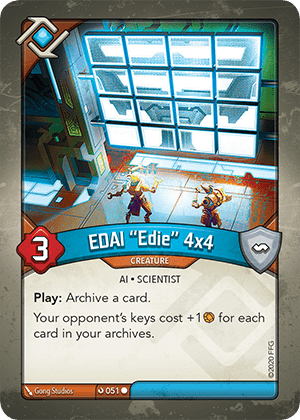 EDAI "Edie" 4x4
3
CREATURE
AI • SCIENTIST
Play: Archive a card.
Your opponent's keys cost +1 for each
card in your archives.
©2020 FFG
Gong Studios
051